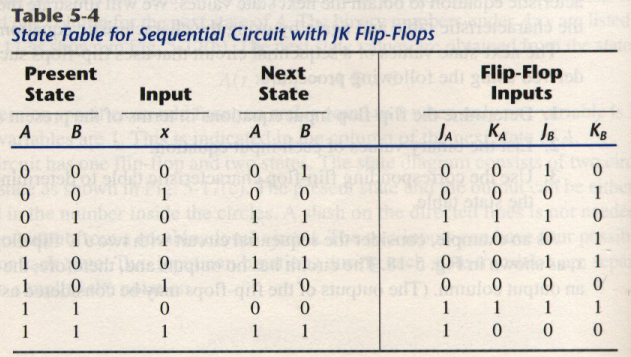 Table 5-4
State Table for Sequential Circuit with JK Flip-Flops
Present Next Flip-Flop
State Input State Inputs
A B x A B J_A K_A J_B K_B
0 0 0 0 1 0 0 1 0
0 0 1 0 0 0 0 0 1
0 1 0 1 1 1 1 1 0
0 1 1 1 0 1 0 0 1
1 0 0 1 1 0 0 1 1
1 0 1 1 0 0 0 0 0
1 1 0 0 0 1 1 1 1
1 1 1 1 1 1 0 0 0